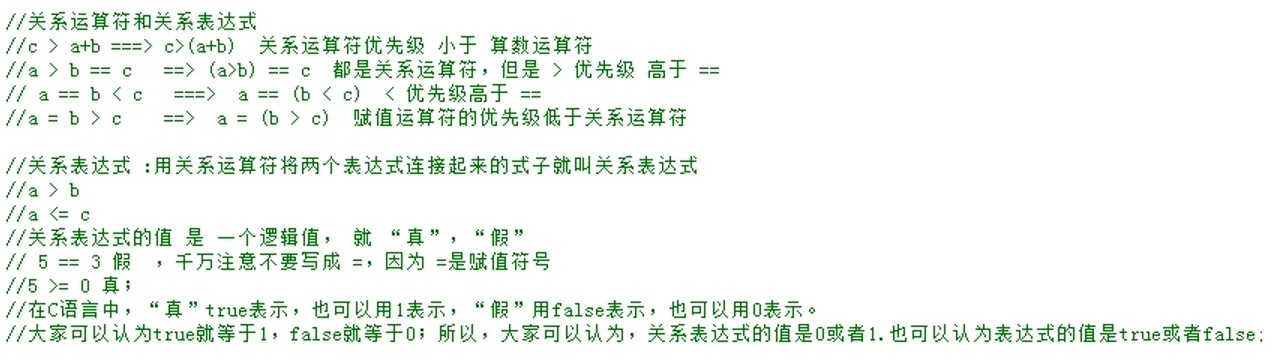 //关系运算符和关系表达式
//c > a+b ===> c>(a+b)  关系运算符优先级 小于 算数运算符
//a > b == c   ==> (a>b) == c  都是关系运算符，但是 > 优先级 高于 ==
// a == b < c   ===>  a == (b < c)  < 优先级高于 ==
//a = b > c    ==>  a = (b > c)  赋值运算符的优先级低于关系运算符
//关系表达式 :用关系运算符将两个表达式连接起来的式子就叫关系表达式
//a > b
//a <= c
//关系表达式的值 是 一个逻辑值， 就 “真”，“假”
// 5 == 3 假  ，千万注意不要写成 =，因为 =是赋值符号
//5 >= 0 真；
//在C语言中，“真”true表示，也可以用1表示，“假”用false表示，也可以用0表示。
//大家可以认为true就等于1，false就等于0；所以，大家可以认为，关系表达式的值是0或者1.也可以认为表达式的值是true或者false;